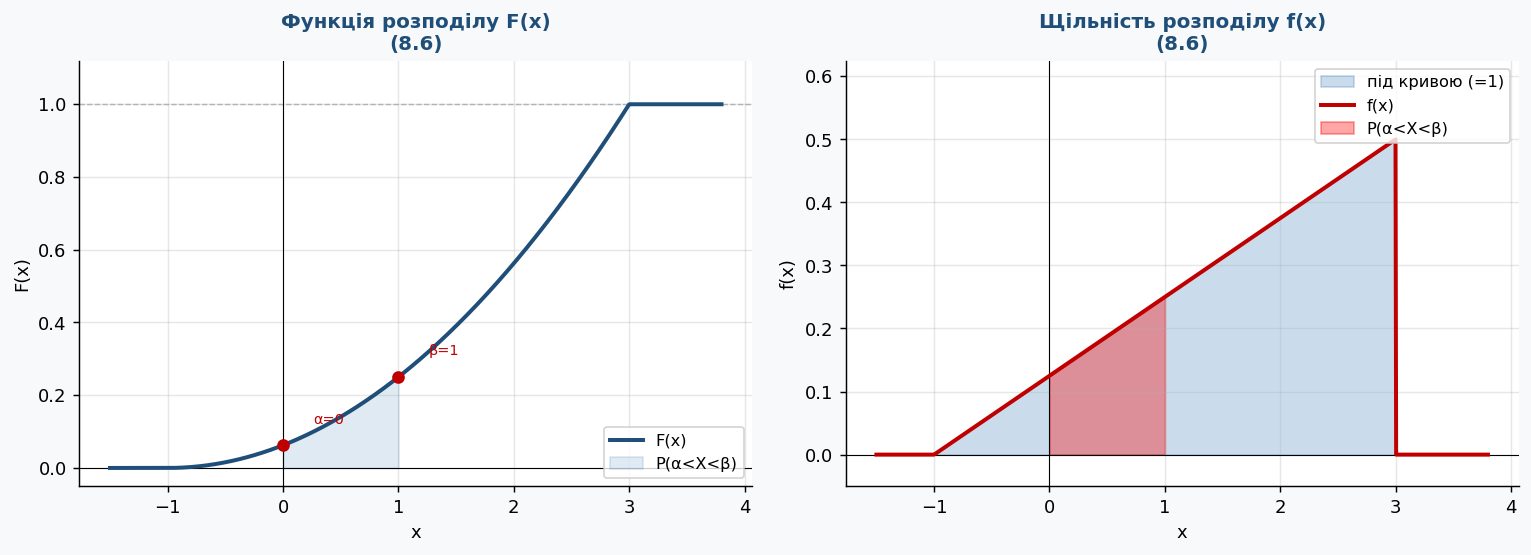 Функція розподілу F(x)
(8.6)
F(x)
1.0
0.8
0.6
0.4
0.2
0.0
β=1
α=0
F(x)
P(α<X<β)
−1
0
1
2
3
4
x
Щільність розподілу f(x)
(8.6)
f(x)
0.6
0.5
0.4
0.3
0.2
0.1
0.0
під кривою (=1)
f(x)
P(α<X<β)
−1
0
1
2
3
4
x